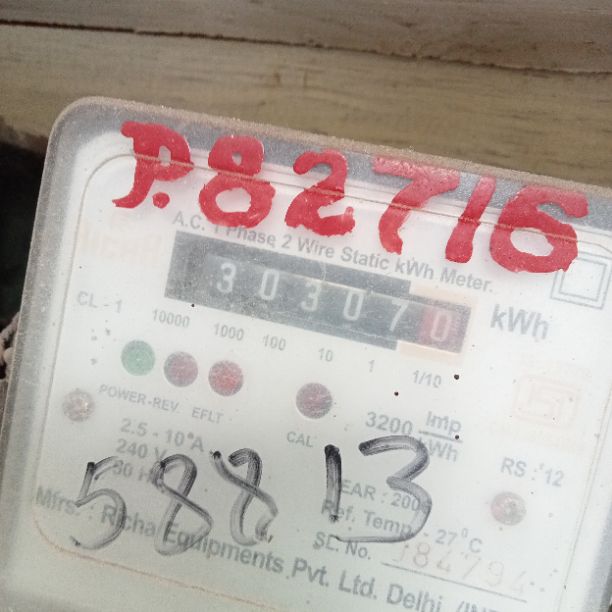 P.82716
A.C. 1 Phase 2 Wire Static kWh Meter.
303070 kWh
CL - 1
10000 1000 100 10 1 1/10
POWER-REV. EFLT CAL
3200 Imp
kWh
2.5 - 10 A
240 V
RS : '12
58813
Ref. Temp. - 27°C
SL. No. 184794
Mfrs. : Richa Equipments Pvt. Ltd. Delhi